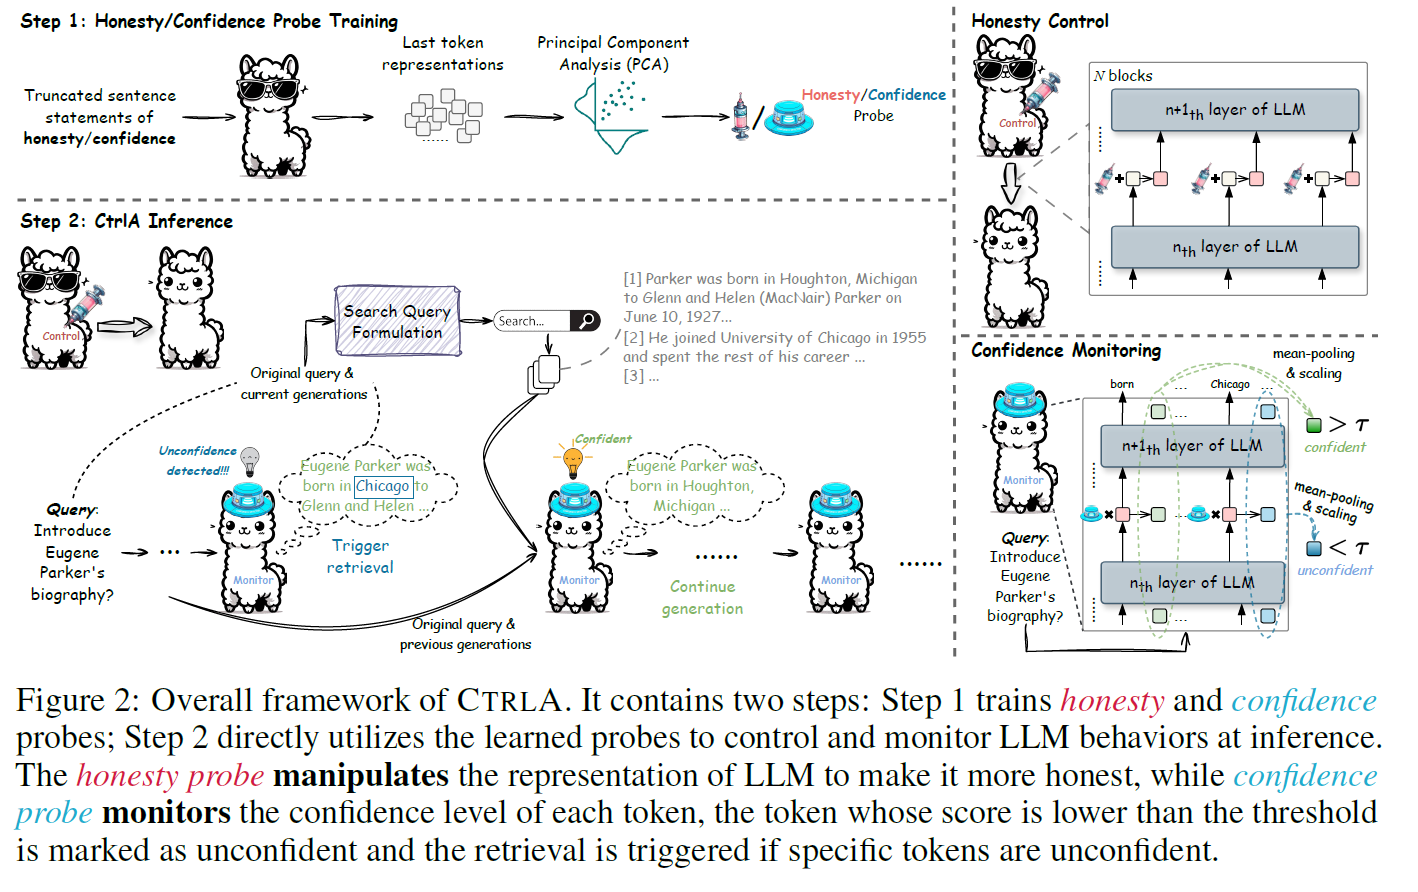 Step 1: Honesty/Confidence Probe Training
Truncated sentence
statements of
honesty/confidence
Last token
representations
......
Principal Component
Analysis (PCA)
/
Honesty/Confidence
Probe
Step 2: CtrlA Inference
Control
Search Query
Formulation
Search...
[1] Parker was born in Houghton, Michigan
to Glenn and Helen (MacNair) Parker on
June 10, 1927...
[2] He joined University of Chicago in 1955
and spent the rest of his career ...
[3] ...
Original query &
current generations
Unconfidence
detected!!!
Eugene Parker was
born in Chicago to
Glenn and Helen ...
Confident
Eugene Parker was
born in Houghton,
Michigan ...
Query:
Introduce
Eugene
Parker's
biography?
...
Monitor
Trigger
retrieval
Monitor
......
Continue
generation
Monitor
......
Original query &
previous generations
Honesty Control
Control
N blocks
n+1th layer of LLM
+
+
+
nth layer of LLM
Confidence Monitoring
mean-pooling
& scaling
born
...
Chicago
...
...
> τ
confident
n+1th layer of LLM
Monitor
×
...
×
mean-pooling
& scaling
< τ
unconfident
Query:
Introduce
Eugene
Parker's
biography?
nth layer of LLM
...
Figure 2: Overall framework of CTRLA. It contains two steps: Step 1 trains honesty and confidence
probes; Step 2 directly utilizes the learned probes to control and monitor LLM behaviors at inference.
The honesty probe manipulates the representation of LLM to make it more honest, while confidence
probe monitors the confidence level of each token, the token whose score is lower than the threshold
is marked as unconfident and the retrieval is triggered if specific tokens are unconfident.